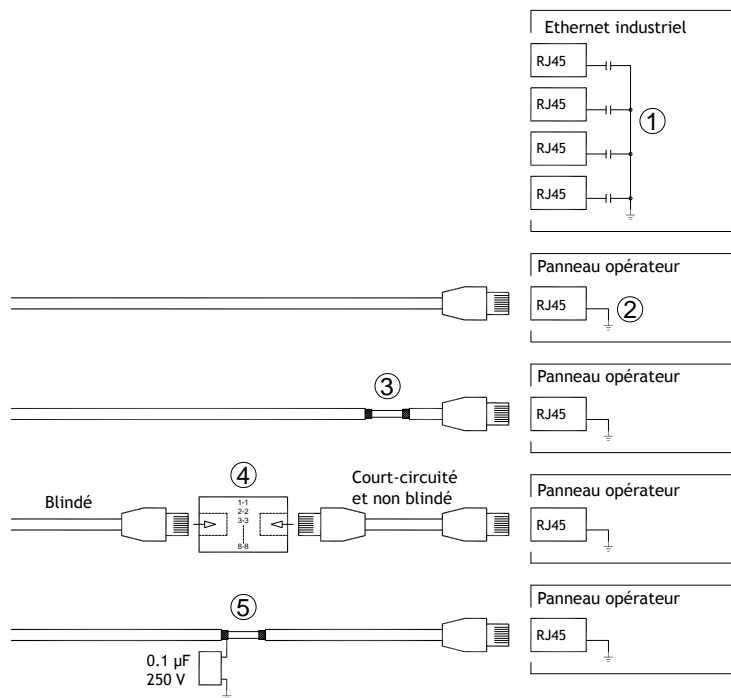 Ethernet industriel
RJ45
RJ45
①
RJ45
RJ45
Panneau opérateur
RJ45
②
Panneau opérateur
③
RJ45
Panneau opérateur
④
Court-circuité
et non blindé
Blindé
1-1
2-2
3-3
8-8
RJ45
Panneau opérateur
⑤
RJ45
0.1 µF
250 V